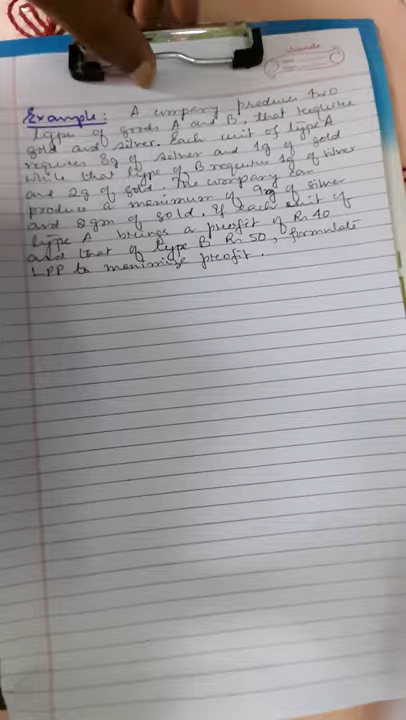 Example: A company produces two
type of goods A and B. that require
gold and silver. Each unit of type A
requires 3g of silver and 1g of gold
while that type of B requires 1g of silver
and 2g of gold. The company can
produce a maximum of 9g of silver
and 8gm of gold. If each unit of
type A brings a profit of Rs 40
and that of type B Rs 50, formulate
LPP to maximize profit.